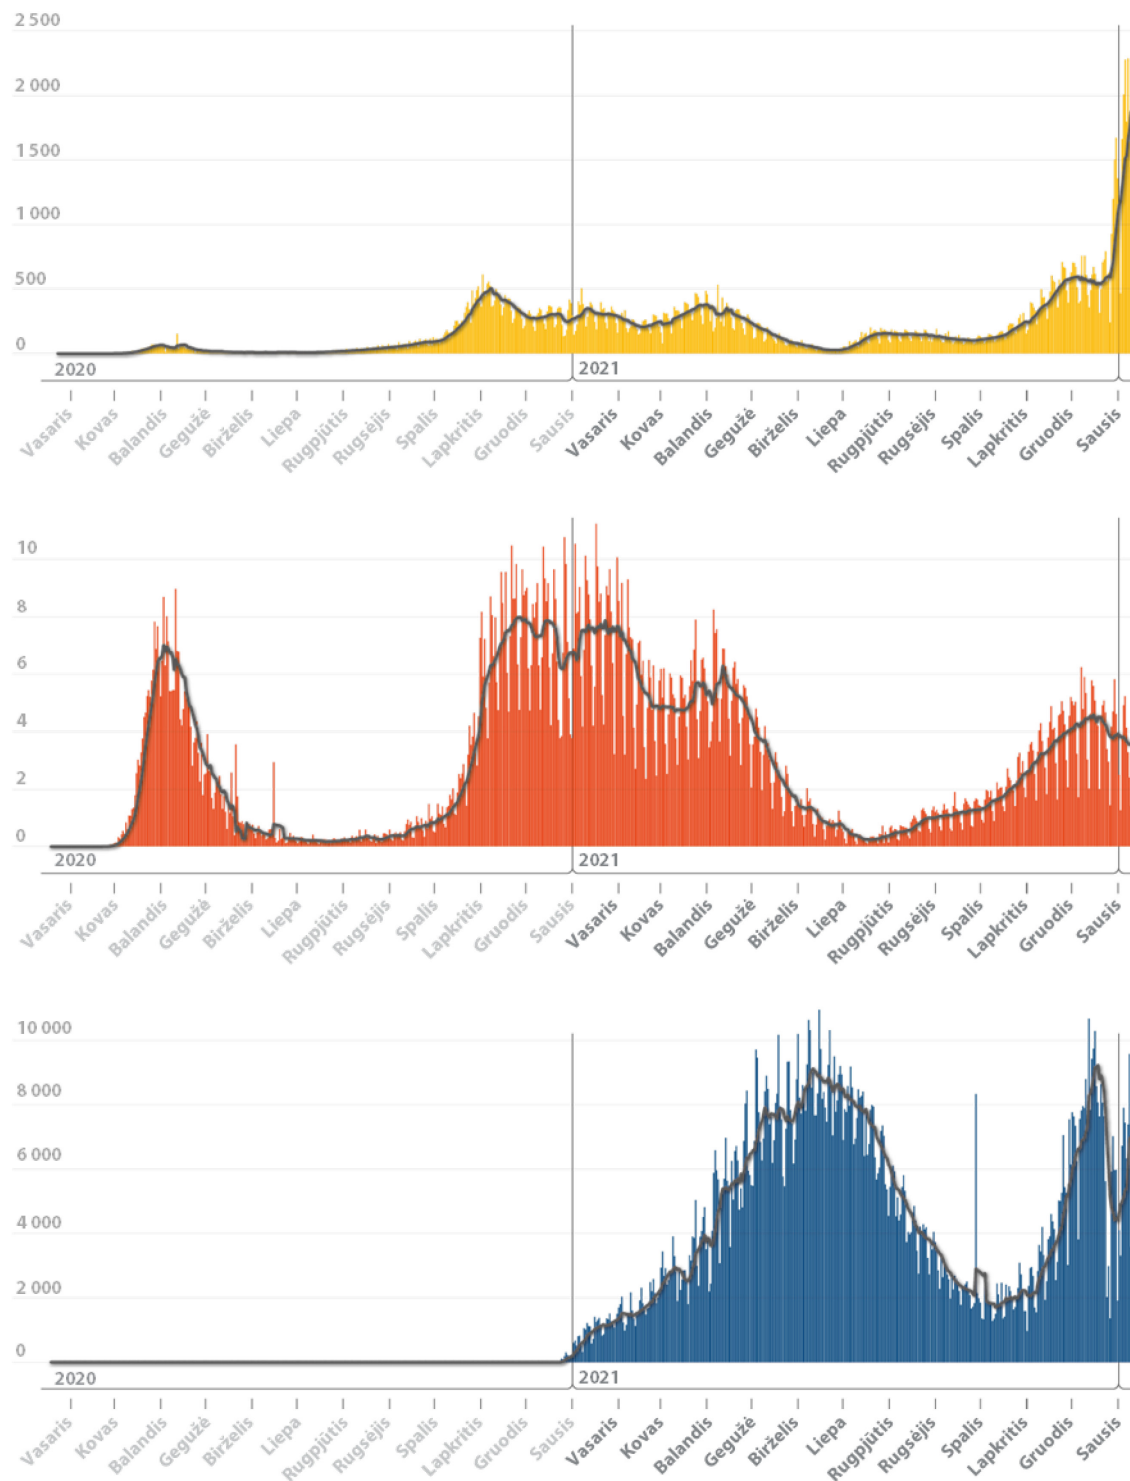 2 500
2 000
1 500
1 000
500
0
2020
2021
Vasaris
Kovas
Balandis
Gegužė
Birželis
Liepa
Rugpjūtis
Rugsėjis
Spalis
Lapkritis
Gruodis
Sausis
Vasaris
Kovas
Balandis
Gegužė
Birželis
Liepa
Rugpjūtis
Rugsėjis
Spalis
Lapkritis
Gruodis
Sausis
10
8
6
4
2
0
2020
2021
Vasaris
Kovas
Balandis
Gegužė
Birželis
Liepa
Rugpjūtis
Rugsėjis
Spalis
Lapkritis
Gruodis
Sausis
Vasaris
Kovas
Balandis
Gegužė
Birželis
Liepa
Rugpjūtis
Rugsėjis
Spalis
Lapkritis
Gruodis
Sausis
10 000
8 000
6 000
4 000
2 000
0
2020
2021
Vasaris
Kovas
Balandis
Gegužė
Birželis
Liepa
Rugpjūtis
Rugsėjis
Spalis
Lapkritis
Gruodis
Sausis
Vasaris
Kovas
Balandis
Gegužė
Birželis
Liepa
Rugpjūtis
Rugsėjis
Spalis
Lapkritis
Gruodis
Sausis